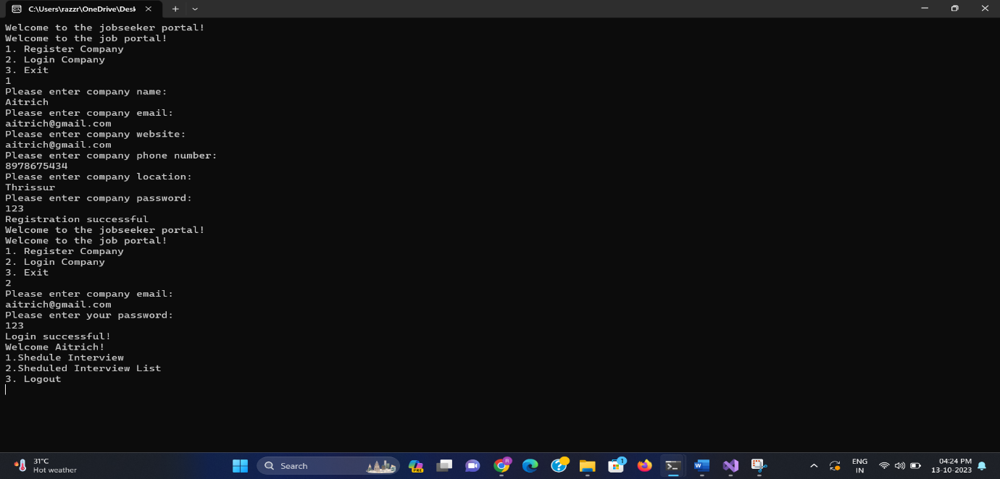 C:\Users\razzr\OneDrive\Desk
Welcome to the jobseeker portal!
Welcome to the job portal!
1. Register Company
2. Login Company
3. Exit
1
Please enter company name:
Aitrich
Please enter company email:
aitrich@gmail.com
Please enter company website:
aitrich@gmail.com
Please enter company phone number:
8978675434
Please enter company location:
Thrissur
Please enter company password:
123
Registration successful
Welcome to the jobseeker portal!
Welcome to the job portal!
1. Register Company
2. Login Company
3. Exit
2
Please enter company email:
aitrich@gmail.com
Please enter your password:
123
Login successful!
Welcome Aitrich!
1.Shedule Interview
2.Sheduled Interview List
3. Logout
31°C
Hot weather
Search
PRE
R
1
W
ENG
IN
04:24 PM
13-10-2023